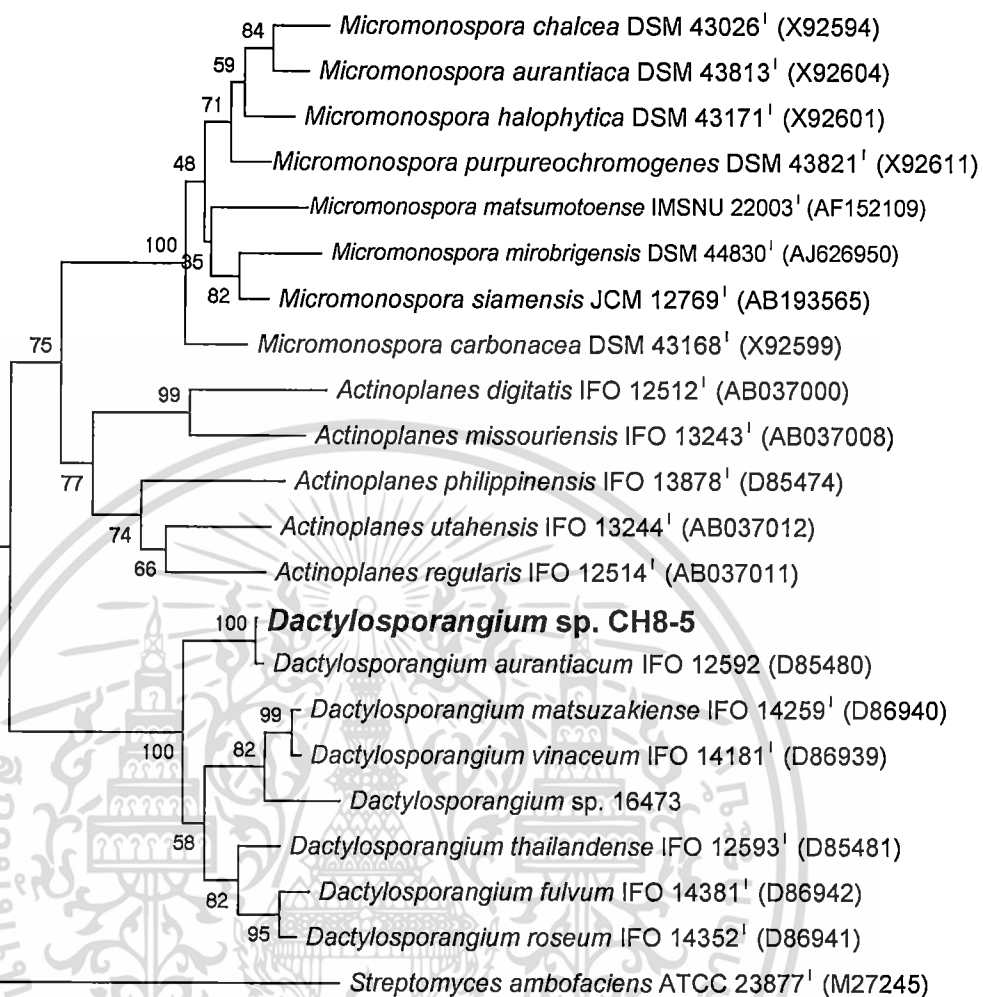 84 Micromonospora chalcea DSM 43026ᵀ (X92594)
59 Micromonospora aurantiaca DSM 43813ᵀ (X92604)
71 Micromonospora halophytica DSM 43171ᵀ (X92601)
48 Micromonospora purpureochromogenes DSM 43821ᵀ (X92611)
Micromonospora matsumotoense IMSNU 22003ᵀ (AF152109)
100 35 Micromonospora mirobrigensis DSM 44830ᵀ (AJ626950)
82 Micromonospora siamensis JCM 12769ᵀ (AB193565)
75 Micromonospora carbonacea DSM 43168ᵀ (X92599)
99 Actinoplanes digitatis IFO 12512ᵀ (AB037000)
Actinoplanes missouriensis IFO 13243ᵀ (AB037008)
77 Actinoplanes philippinensis IFO 13878ᵀ (D85474)
74 Actinoplanes utahensis IFO 13244ᵀ (AB037012)
66 Actinoplanes regularis IFO 12514ᵀ (AB037011)
100 Dactylosporangium sp. CH8-5
Dactylosporangium aurantiacum IFO 12592 (D85480)
99 Dactylosporangium matsuzakiense IFO 14259ᵀ (D86940)
100 82 Dactylosporangium vinaceum IFO 14181ᵀ (D86939)
Dactylosporangium sp. 16473
58 Dactylosporangium thailandense IFO 12593ᵀ (D85481)
82 Dactylosporangium fulvum IFO 14381ᵀ (D86942)
95 Dactylosporangium roseum IFO 14352ᵀ (D86941)
Streptomyces ambofaciens ATCC 23877ᵀ (M27245)